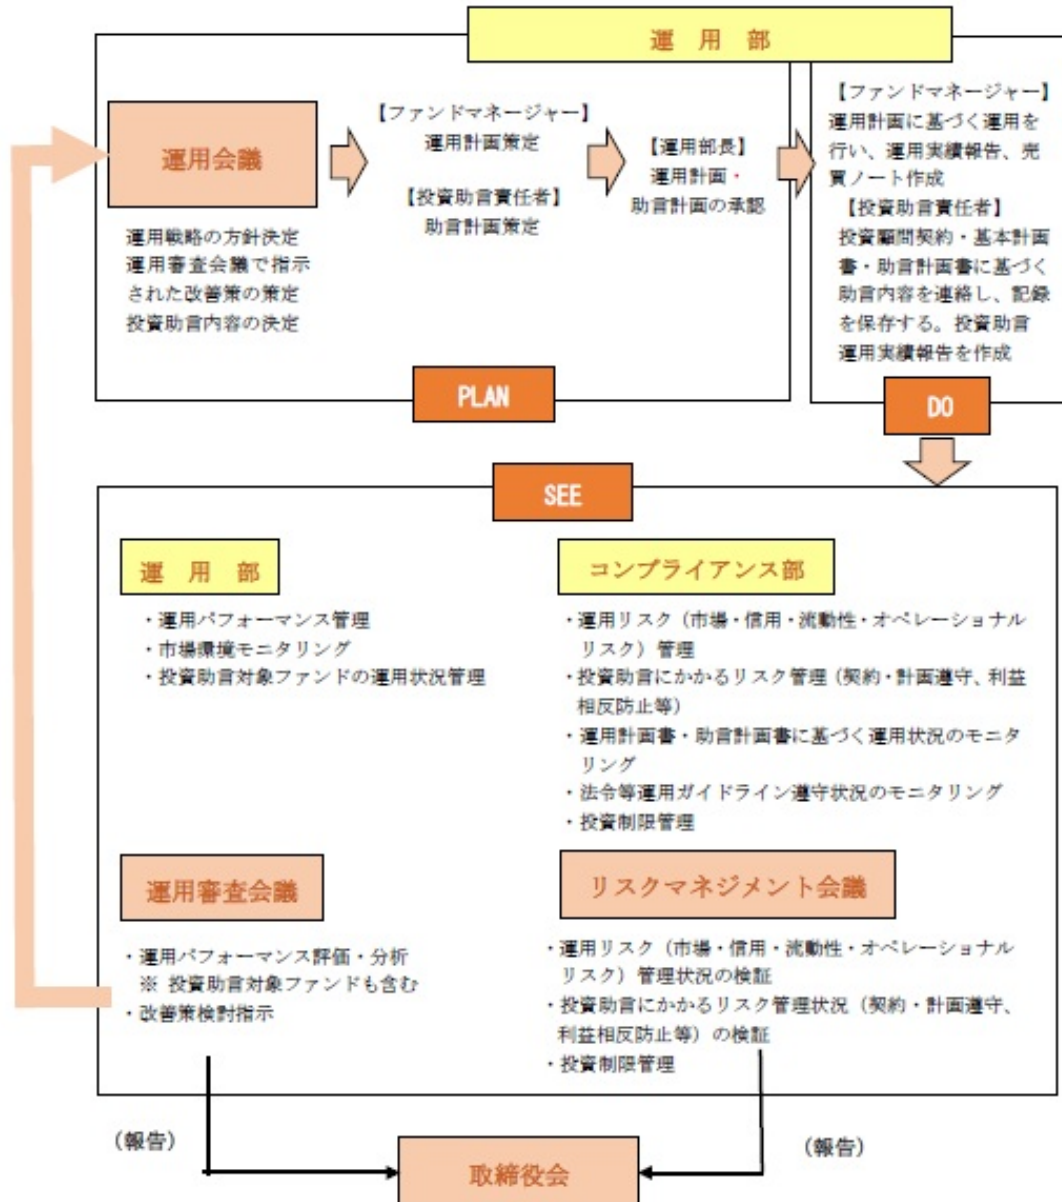 運 用 部
運用会議
運用戦略の方針決定
運用審査会議で指示
された改善策の策定
投資助言内容の決定
【ファンドマネージャー】
運用計画策定
【投資助言責任者】
助言計画策定
【運用部長】
運用計画・
助言計画の承認
PLAN
【ファンドマネージャー】
運用計画に基づく運用を
行い、運用実績報告、売
買ノート作成
【投資助言責任者】
投資顧問契約・基本計画
書・助言計画書に基づく
助言内容を連絡し、記録
を保存する。投資助言
運用実績報告を作成
DO
SEE
運 用 部
・運用パフォーマンス管理
・市場環境モニタリング
・投資助言対象ファンドの運用状況管理
コンプライアンス部
・運用リスク（市場・信用・流動性・オペレーショナル
リスク）管理
・投資助言にかかるリスク管理（契約・計画遵守、利益
相反防止等）
・運用計画書・助言計画書に基づく運用状況のモニタ
リング
・法令等運用ガイドライン遵守状況のモニタリング
・投資制限管理
運用審査会議
・運用パフォーマンス評価・分析
※ 投資助言対象ファンドも含む
・改善策検討指示
リスクマネジメント会議
・運用リスク（市場・信用・流動性・オペレーショナル
リスク）管理状況の検証
・投資助言にかかるリスク管理状況（契約・計画遵守、
利益相反防止等）の検証
・投資制限管理
（報告）
（報告）
取締役会